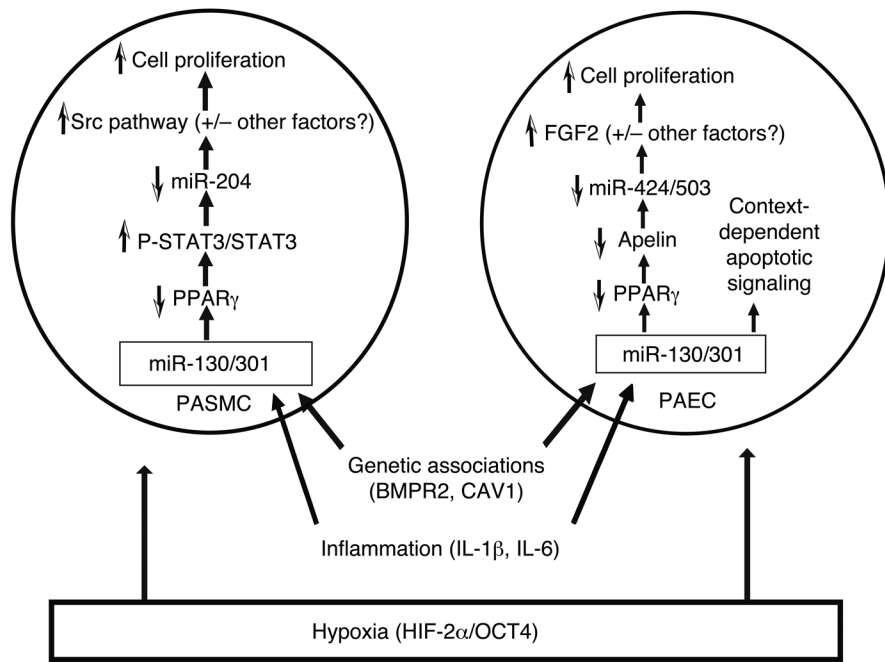 Cell proliferation
Src pathway (+/– other factors?)
miR-204
P-STAT3/STAT3
PPARγ
miR-130/301
PASMC
Cell proliferation
FGF2 (+/– other factors?)
miR-424/503
Apelin
PPARγ
Context-
dependent
apoptotic
signaling
miR-130/301
PAEC
Genetic associations
(BMPR2, CAV1)
Inflammation (IL-1β, IL-6)
Hypoxia (HIF-2α/OCT4)